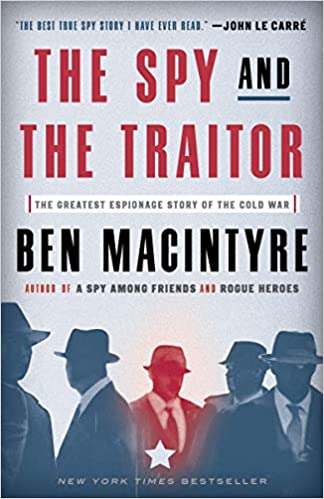 "THE BEST TRUE SPY STORY I HAVE EVER READ." —JOHN LE CARRÉ
THE SPY AND
THE TRAITOR
THE GREATEST ESPIONAGE STORY OF THE COLD WAR
BEN MACINTYRE
AUTHOR OF A SPY AMONG FRIENDS AND ROGUE HEROES
NEW YORK TIMES BESTSELLER